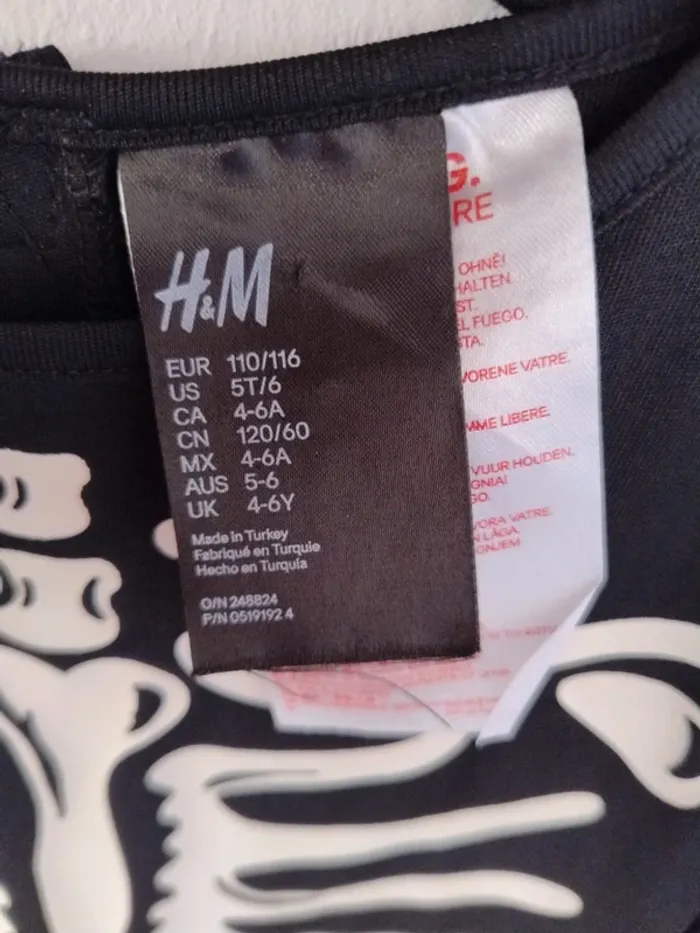 H&M
EUR 110/116
US 5T/6
CA 4-6A
CN 120/60
MX 4-6A
AUS 5-6
UK 4-6Y
Made in Turkey
Fabriqué en Turquie
Hecho en Turquía
O/N 248824
P/N 0519192 4
G.
RE
OHNE!
HALTEN
ST.
EL FUEGO.
TA.
VORENE VATRE.
MME LIBERE.
VUUR HOUDEN.
GNIA!
GO.
VORA VATRE
N LÅGA.
ONJEM